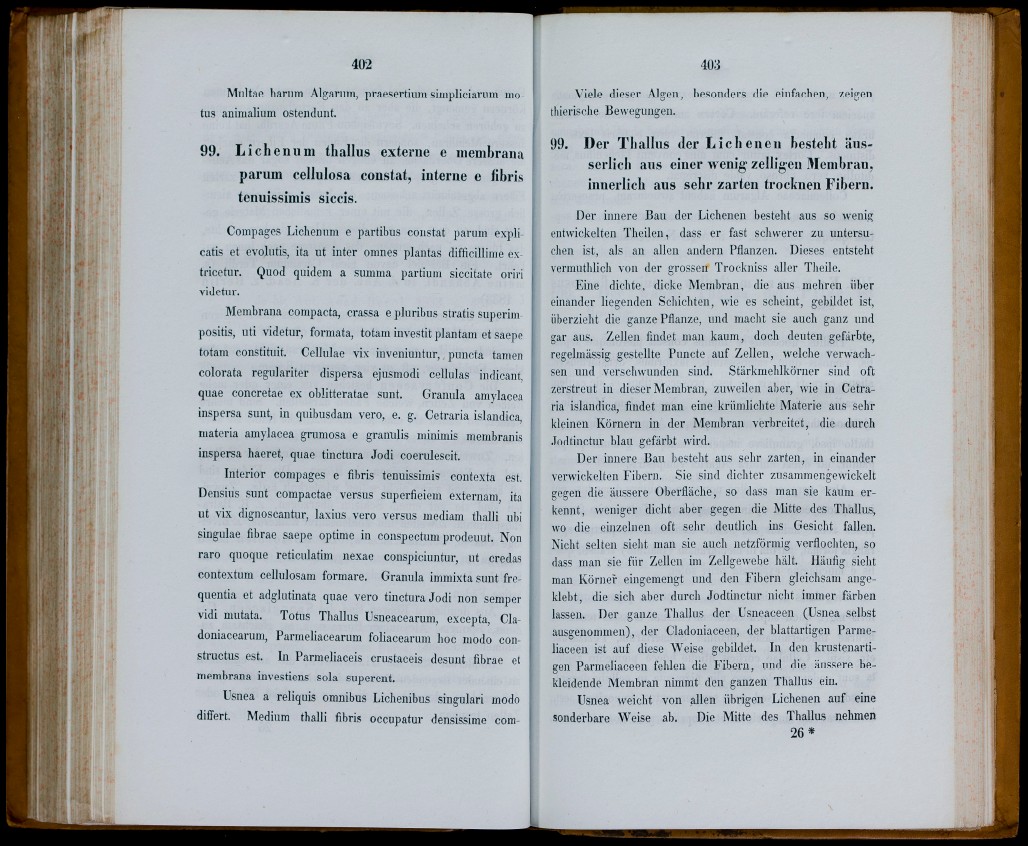 402
Multae harum Algarum, praesertium simpliciarum mo
tus animalium ostendunt.
99. Lichenum thallus externe e membrana
parum cellulosa constat, interne e fibris
tenuissimis siccis.
Compages Lichenum e partibus constat parum expli-
catis et evolutis, ita ut inter omnes plantas difficillime ex-
tricetur. Quod quidem a summa partium siccitate oriri
videtur.
Membrana compacta, crassa e pluribus stratis superim
positis, uti videtur, formata, totam investit plantam et saepe
totam constituit. Cellulae vix inveniuntur, puncta tamen
colorata regulariter dispersa ejusmodi cellulas indicant,
quae concretae ex oblitteratae sunt. Granula amylacea
inspersa sunt, in quibusdam vero, e. g. Cetraria islandica,
materia amylacea grumosa e granulis minimis membranis
inspersa haeret, quae tinctura Jodi coerulescit.
Interior compages e fibris tenuissimis contexta est.
Densius sunt compactae versus superficiem externam, ita
ut vix dignoscantur, laxius vero versus mediam thalli ubi
singulae fibrae saepe optime in conspectum prodeunt. Non
raro quoque reticulatim nexae conspiciuntur, ut credas
contextum cellulosam formare. Granula immixta sunt fre-
quentia et adglutinata quae vero tinctura Jodi non semper
vidi mutata. Totus Thallus Usneacearum, excepta, Cla-
doniacearum, Parmeliacearum foliacearum hoc modo con-
structus est. In Parmeliaceis crustaceis desunt fibrae et
membrana investiens sola superent.
Usnea a reliquis omnibus Lichenibus singulari modo
differt. Medium thalli fibris occupatur densissime com-
403
Viele dieser Algen, besonders die einfachen, zeigen
thierische Bewegungen.
99. Der Thallus der Lichenen besteht äus-
serlich aus einer wenig zelligen Membran,
innerlich aus sehr zarten trocknen Fibern.
Der innere Bau der Lichenen besteht aus so wenig
entwickelten Theilen, dass er fast schwerer zu untersu-
chen ist, als an allen andern Pflanzen. Dieses entsteht
vermuthlich von der grossen Trockniss aller Theile.
Eine dichte, dicke Membran, die aus mehren über
einander liegenden Schichten, wie es scheint, gebildet ist,
überzieht die ganze Pflanze, und macht sie auch ganz und
gar aus. Zellen findet man kaum, doch deuten gefärbte,
regelmässig gestellte Puncte auf Zellen, welche verwach-
sen und verschwunden sind. Stärkmehlkörner sind oft
zerstreut in dieser Membran, zuweilen aber, wie in Cetra-
ria islandica, findet man eine krümlichte Materie aus sehr
kleinen Körnern in der Membran verbreitet, die durch
Jodtinctur blau gefärbt wird.
Der innere Bau besteht aus sehr zarten, in einander
verwickelten Fibern. Sie sind dichter zusammengewickelt
gegen die äussere Oberfläche, so dass man sie kaum er-
kennt, weniger dicht aber gegen die Mitte des Thallus,
wo die einzelnen oft sehr deutlich ins Gesicht fallen.
Nicht selten sieht man sie auch netzförmig verflochten, so
dass man sie für Zellen im Zellgewebe hält. Häufig sieht
man Körner eingemengt und den Fibern gleichsam ange-
klebt, die sich aber durch Jodtinctur nicht immer färben
lassen. Der ganze Thallus der Usneaceen (Usnea selbst
ausgenommen), der Cladoniaceen, der blattartigen Parme-
liaceen ist auf diese Weise gebildet. In den krustenarti-
gen Parmeliaceen fehlen die Fibern, und die äussere be-
kleidende Membran nimmt den ganzen Thallus ein.
Usnea weicht von allen übrigen Lichenen auf eine
sonderbare Weise ab. Die Mitte des Thallus nehmen
26 *